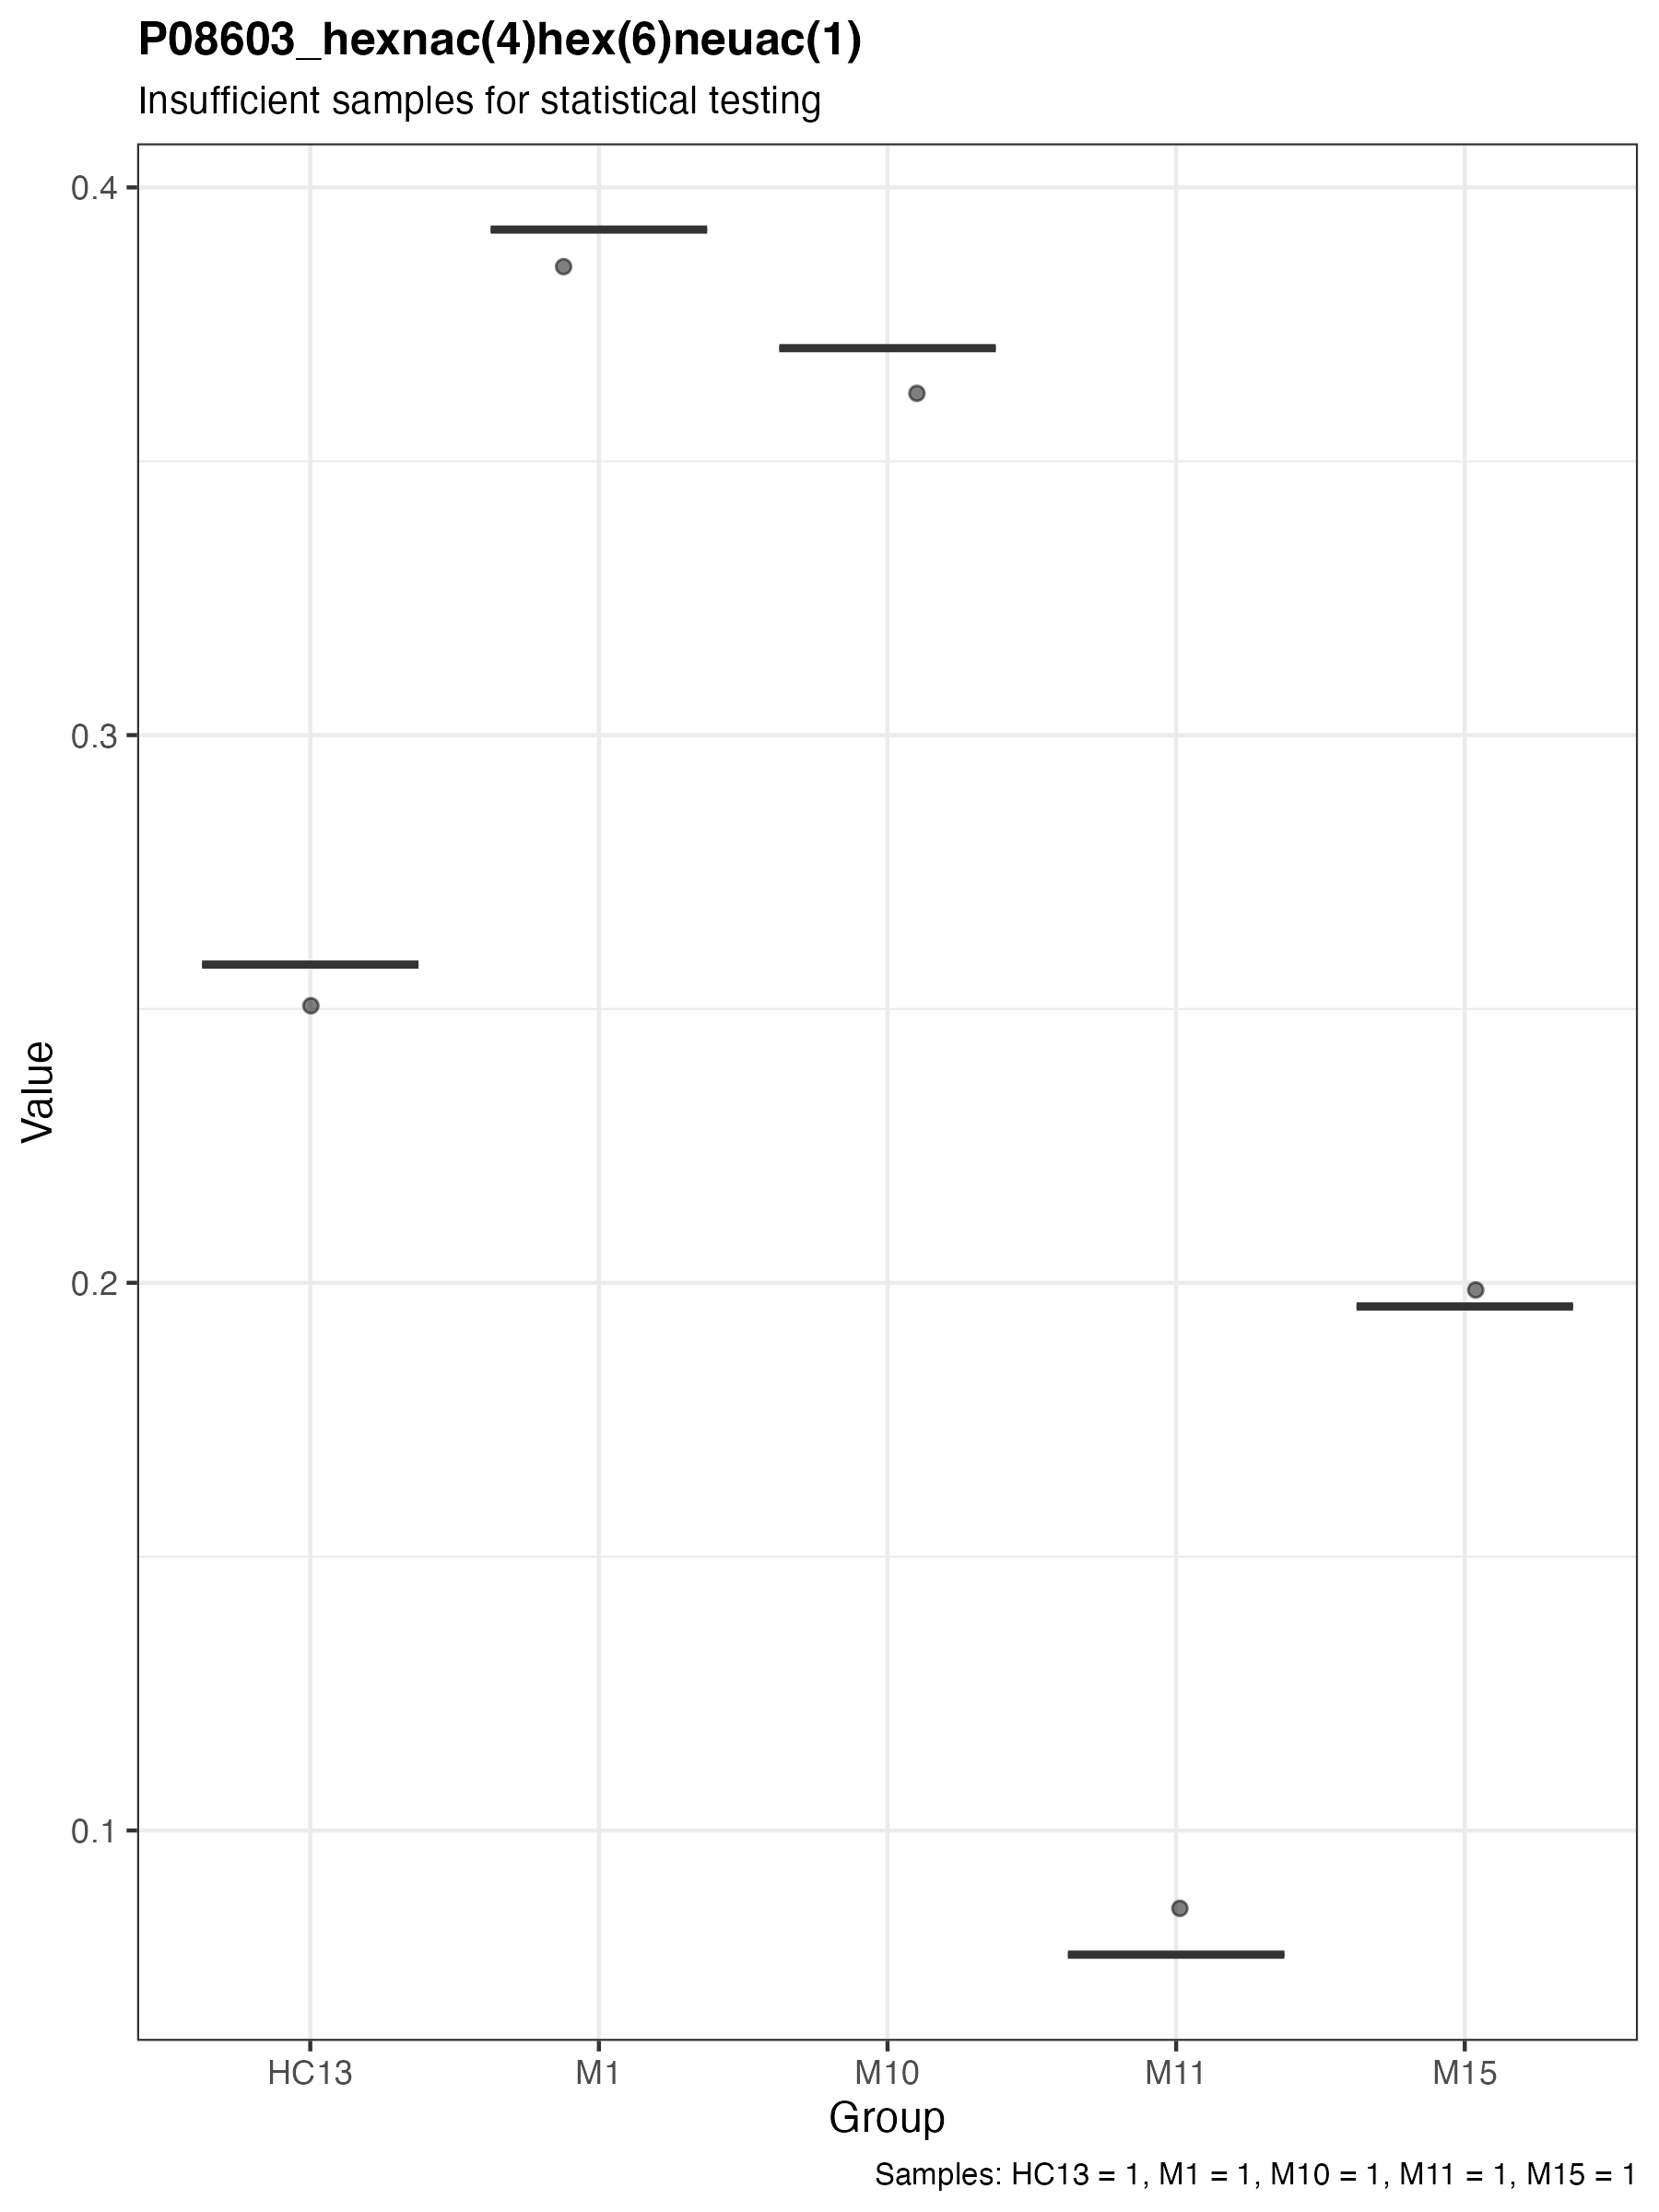 P08603_hexnac(4)hex(6)neuac(1)
Insufficient samples for statistical testing
0.4
0.3
0.2
0.1
Value
HC13 M1 M10 M11 M15
Group
Samples: HC13 = 1, M1 = 1, M10 = 1, M11 = 1, M15 = 1